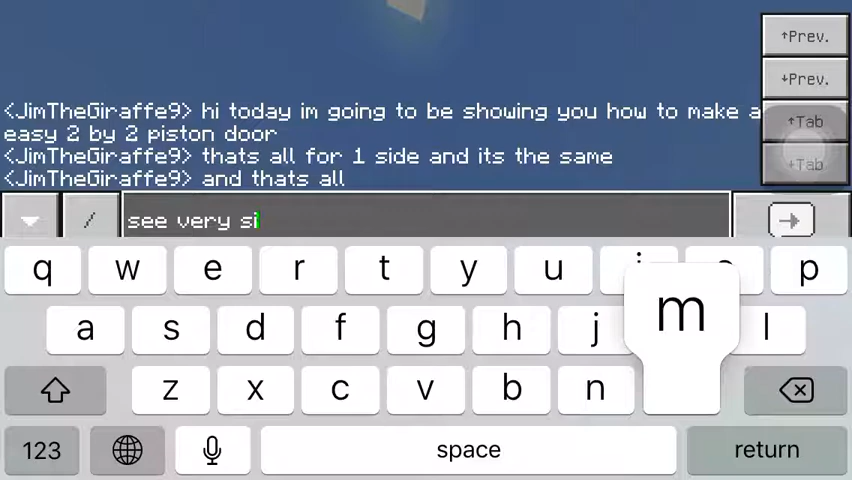 ↑Prev.
↓Prev.
↑Tab
↓Tab
<JimTheGiraffe9> hi today im going to be showing you how to make a
easy 2 by 2 piston door
<JimTheGiraffe9> thats all for 1 side and its the same
<JimTheGiraffe9> and thats all
/ see very si
q w e r t y u p
a s d f g h j l
m
z x c v b n
123 space return